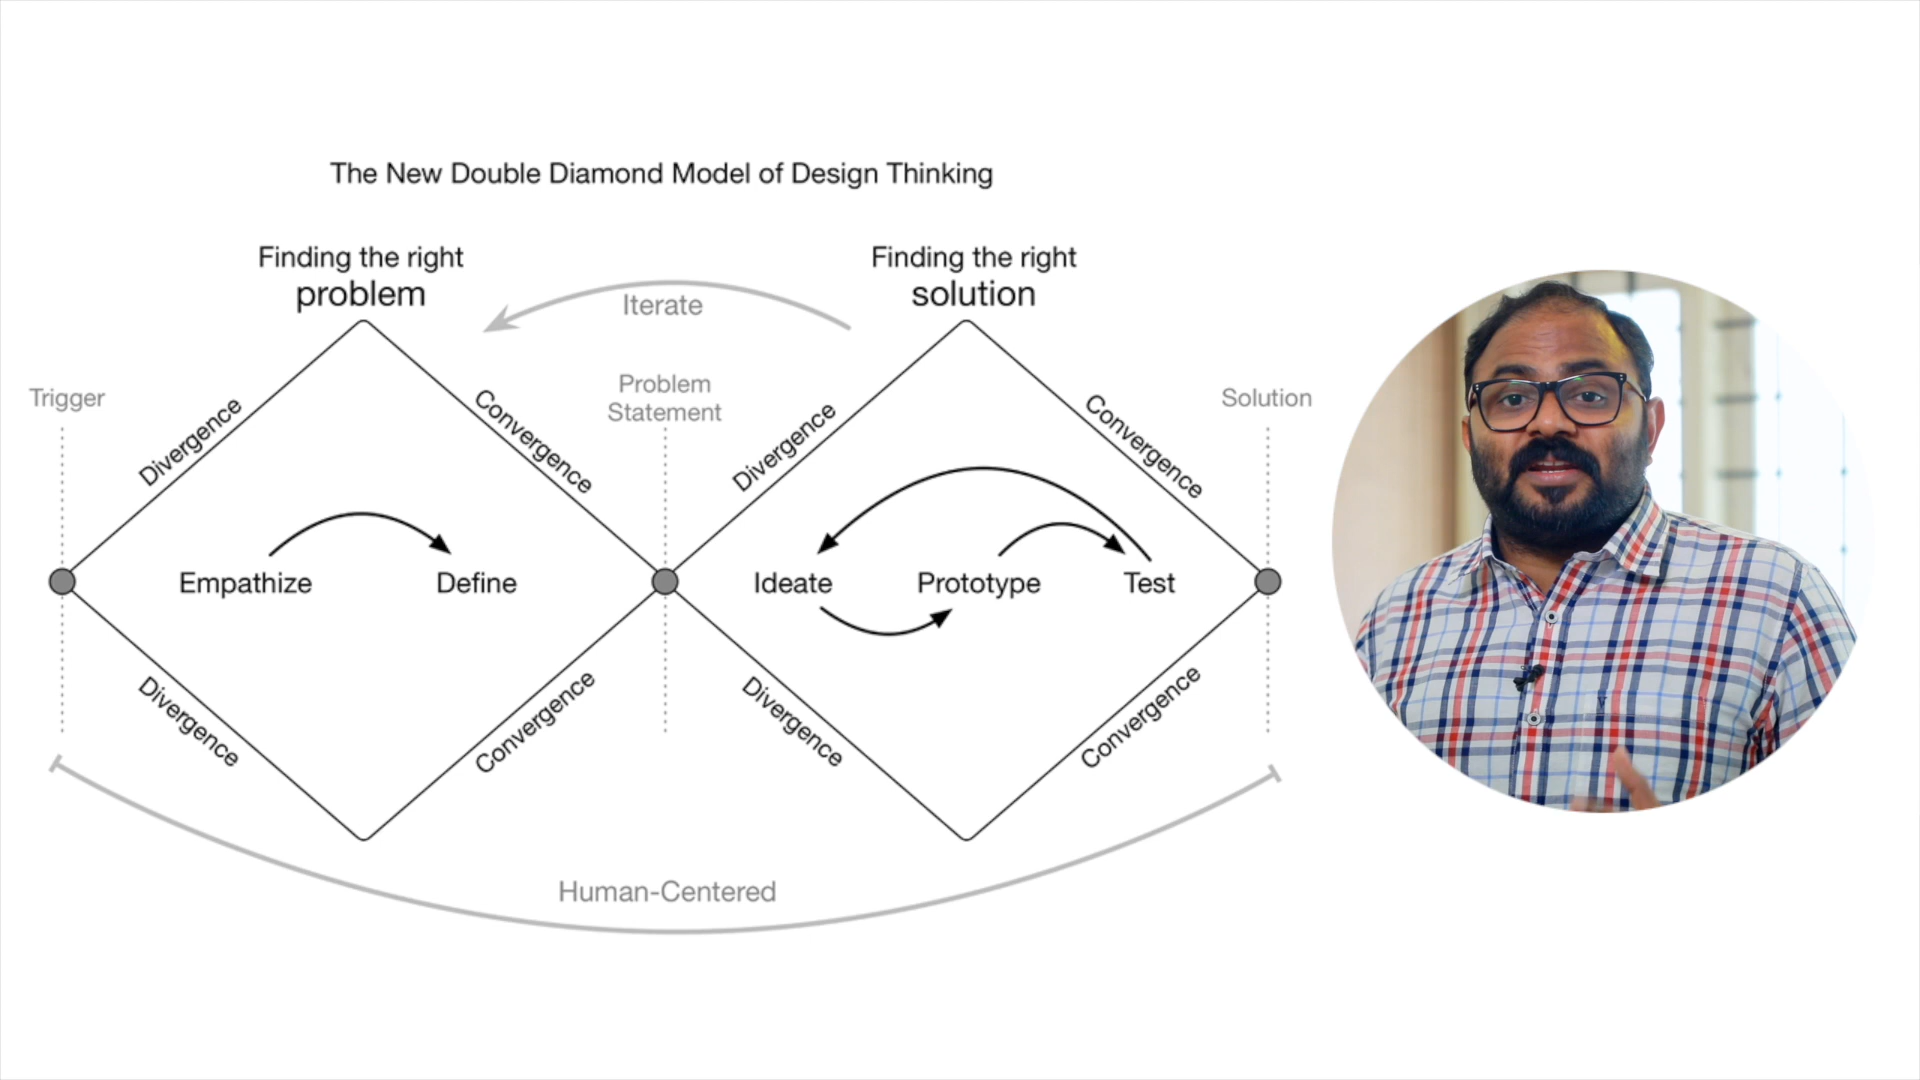 The New Double Diamond Model of Design Thinking
Finding the right
problem
Finding the right
solution
Iterate
Trigger
Problem
Statement
Solution
Divergence
Convergence
Divergence
Convergence
Empathize
Define
Ideate
Prototype
Test
Divergence
Convergence
Divergence
Convergence
Human-Centered